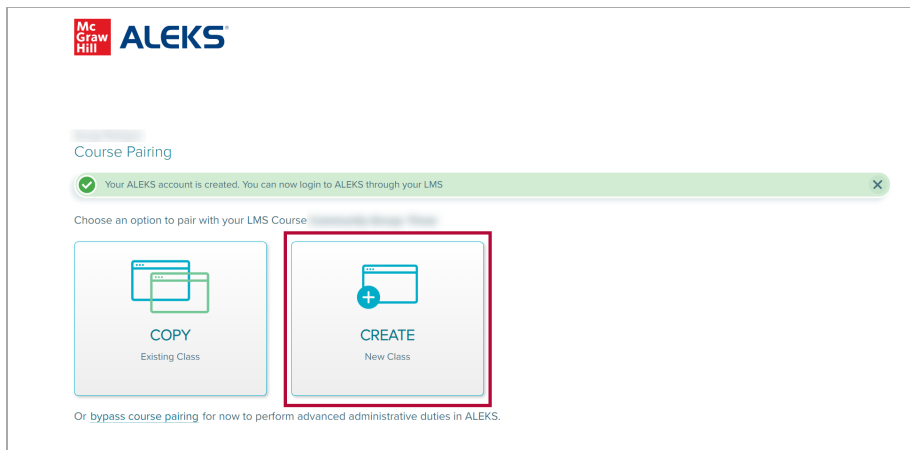 Mc
Graw
Hill
ALEKS®
Course Pairing
Your ALEKS account is created. You can now login to ALEKS through your LMS
Choose an option to pair with your LMS Course
COPY
Existing Class
CREATE
New Class
Or bypass course pairing for now to perform advanced administrative duties in ALEKS.